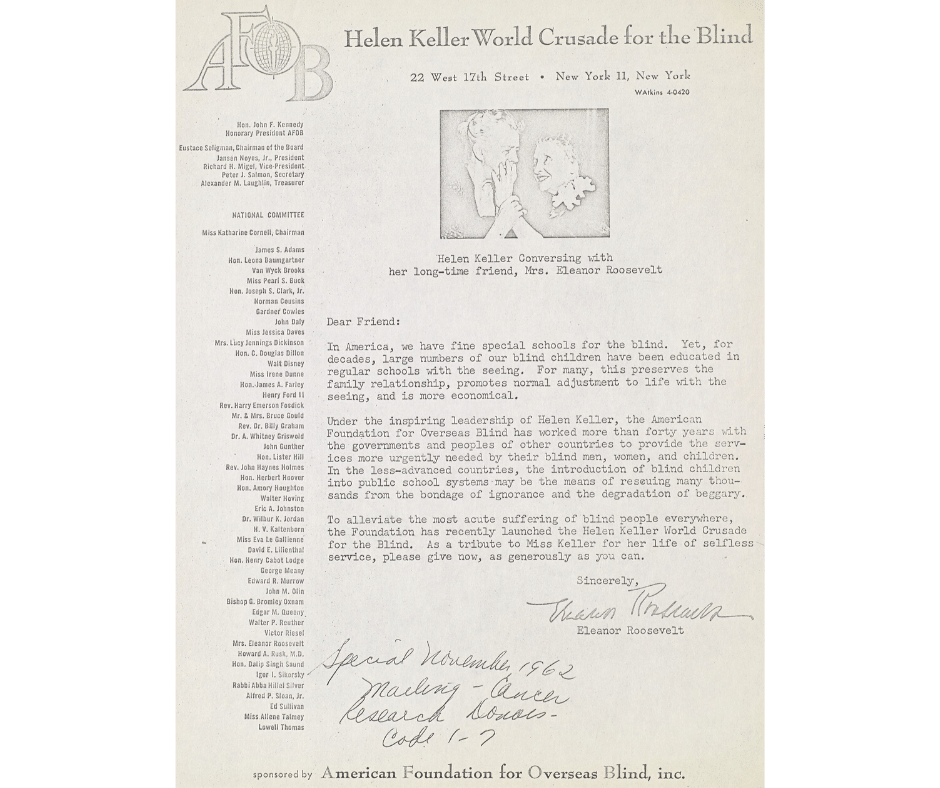 AFOB
Helen Keller World Crusade for the Blind
22 West 17th Street • New York 11, New York
WAtkins 4-0420
Hon. John F. Kennedy
Honorary President AFOB
Eustace Seligman, Chairman of the Board
Jansen Noyes, Jr., President
Richard H. Migel, Vice-President
Peter J. Salmon, Secretary
Alexander M. Laughlin, Treasurer
NATIONAL COMMITTEE
Miss Katharine Cornell, Chairman
James S. Adams
Hon. Leona Baumgartner
Van Wyck Brooks
Miss Pearl S. Buck
Hon. Joseph S. Clark, Jr.
Norman Cousins
Gardner Cowles
John Daly
Miss Jessica Daves
Mrs. Lucy Jennings Dickinson
Hon. C. Douglas Dillon
Walt Disney
Miss Irene Dunne
Hon. James A. Farley
Henry Ford II
Rev. Harry Emerson Fosdick
Mr. & Mrs. Bruce Gould
Rev. Dr. Billy Graham
Dr. A. Whitney Griswold
John Gunther
Hon. Lister Hill
Rev. John Haynes Holmes
Hon. Herbert Hoover
Hon. Amory Houghton
Walter Hoving
Eric A. Johnston
Dr. Wilbur K. Jordan
H. V. Kaltenborn
Miss Eva Le Gallienne
David E. Lilienthal
Hon. Henry Cabot Lodge
George Meany
Edward R. Murrow
John M. Olin
Bishop G. Bromley Oxnam
Edgar M. Queeny
Walter P. Reuther
Victor Riesel
Mrs. Eleanor Roosevelt
Howard A. Rusk, M.D.
Hon. Dalip Singh Saund
Igor I. Sikorsky
Rabbi Abba Hillel Silver
Alfred P. Sloan, Jr.
Ed Sullivan
Miss Allene Talmey
Lowell Thomas
Helen Keller Conversing with
her long-time friend, Mrs. Eleanor Roosevelt
Dear Friend:
In America, we have fine special schools for the blind. Yet, for
decades, large numbers of our blind children have been educated in
regular schools with the seeing. For many, this preserves the
family relationship, promotes normal adjustment to life with the
seeing, and is more economical.
Under the inspiring leadership of Helen Keller, the American
Foundation for Overseas Blind has worked more than forty years with
the governments and peoples of other countries to provide the serv-
ices more urgently needed by their blind men, women, and children.
In the less-advanced countries, the introduction of blind children
into public school systems may be the means of rescuing many thou-
sands from the bondage of ignorance and the degradation of beggary.
To alleviate the most acute suffering of blind people everywhere,
the Foundation has recently launched the Helen Keller World Crusade
for the Blind. As a tribute to Miss Keller for her life of selfless
service, please give now, as generously as you can.
Sincerely,
Eleanor Roosevelt
Eleanor Roosevelt
Special November 1962
Mailing - Cancer
Research Donors-
Code 1-7
sponsored by American Foundation for Overseas Blind, inc.